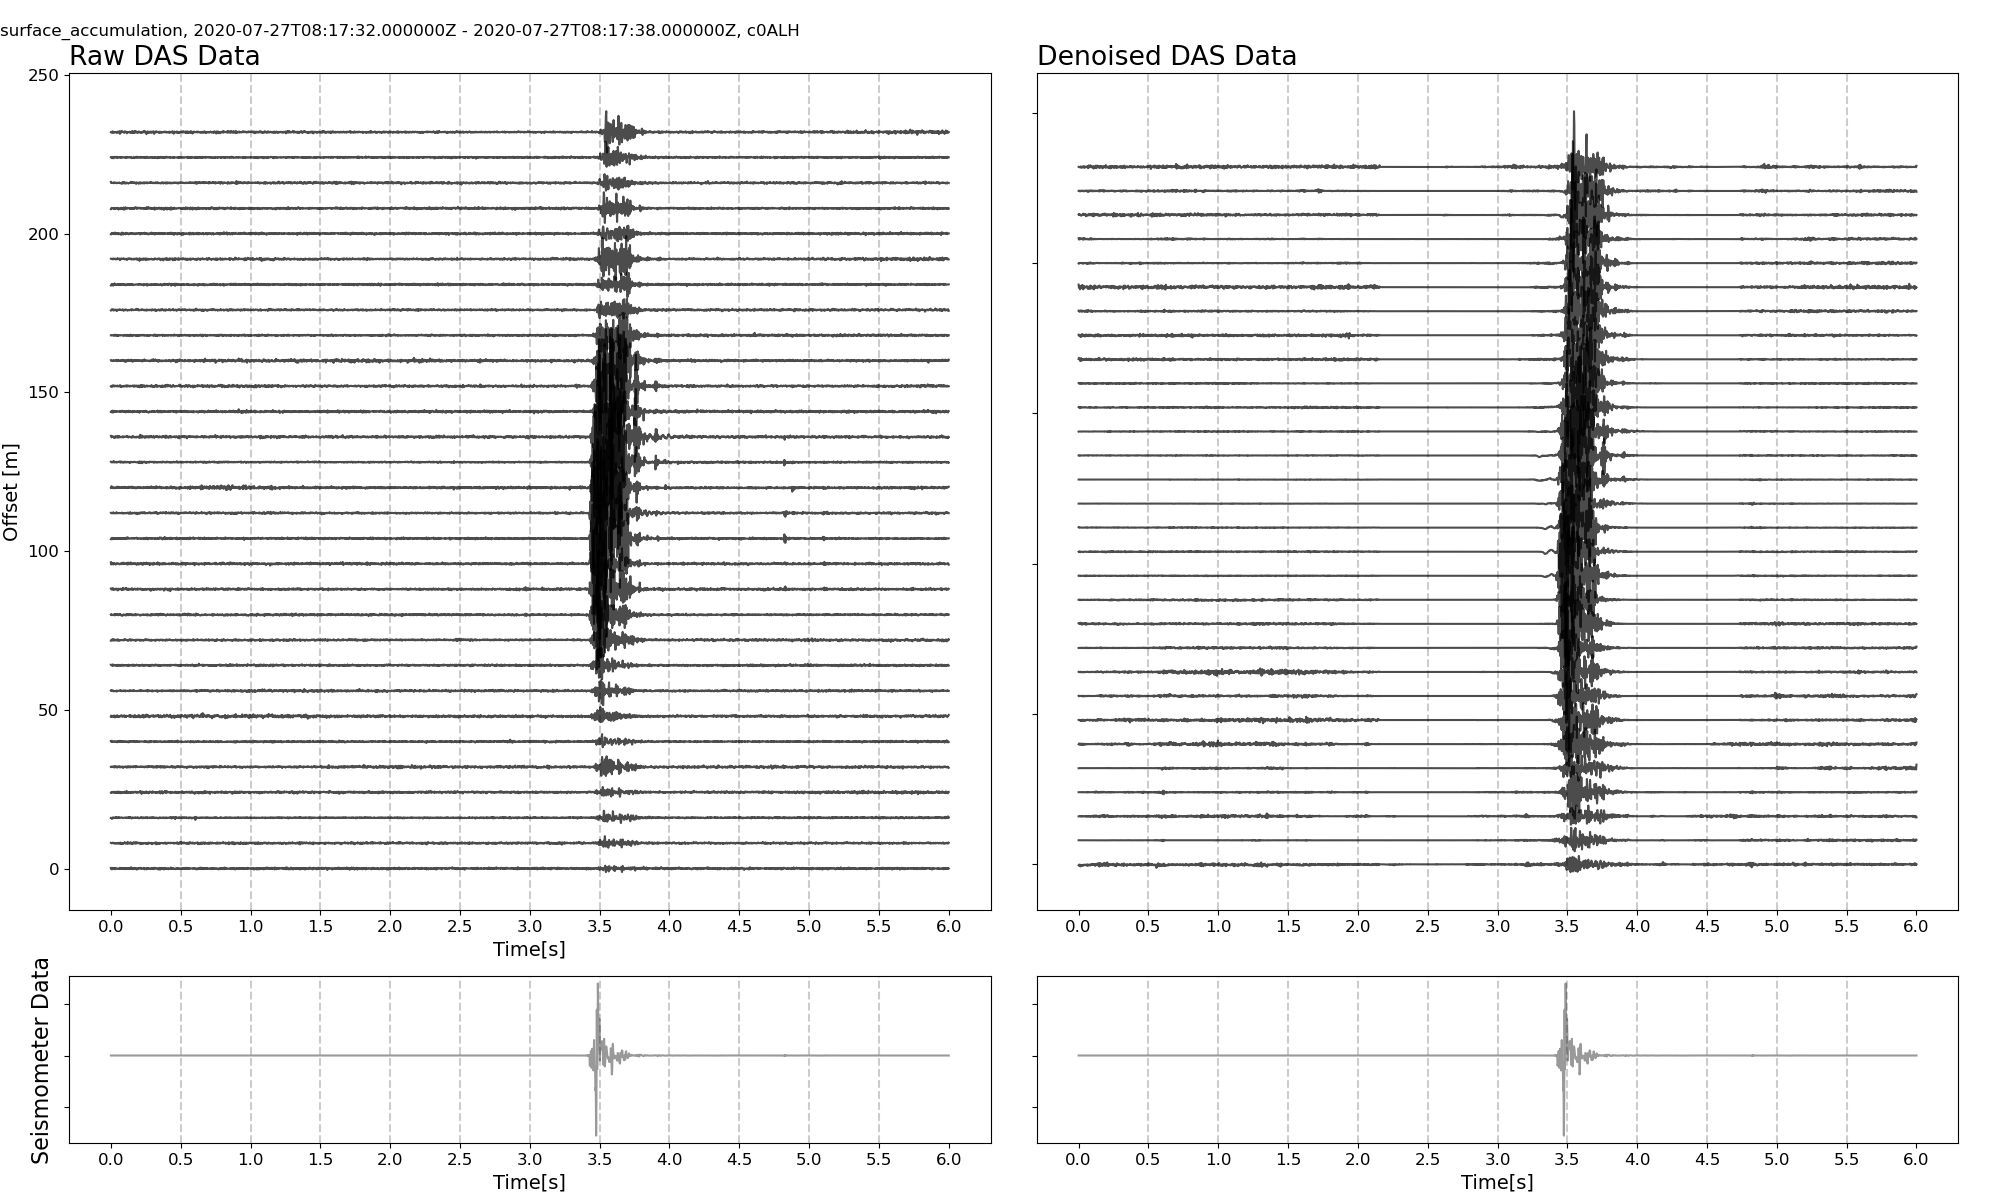 surface_accumulation, 2020-07-27T08:17:32.000000Z - 2020-07-27T08:17:38.000000Z, c0ALH
Raw DAS Data
Denoised DAS Data
Offset [m]
250
200
150
100
50
0
0.0 0.5 1.0 1.5 2.0 2.5 3.0 3.5 4.0 4.5 5.0 5.5 6.0
Time[s]
0.0 0.5 1.0 1.5 2.0 2.5 3.0 3.5 4.0 4.5 5.0 5.5 6.0
Seismometer Data
0.0 0.5 1.0 1.5 2.0 2.5 3.0 3.5 4.0 4.5 5.0 5.5 6.0
Time[s]
0.0 0.5 1.0 1.5 2.0 2.5 3.0 3.5 4.0 4.5 5.0 5.5 6.0
Time[s]